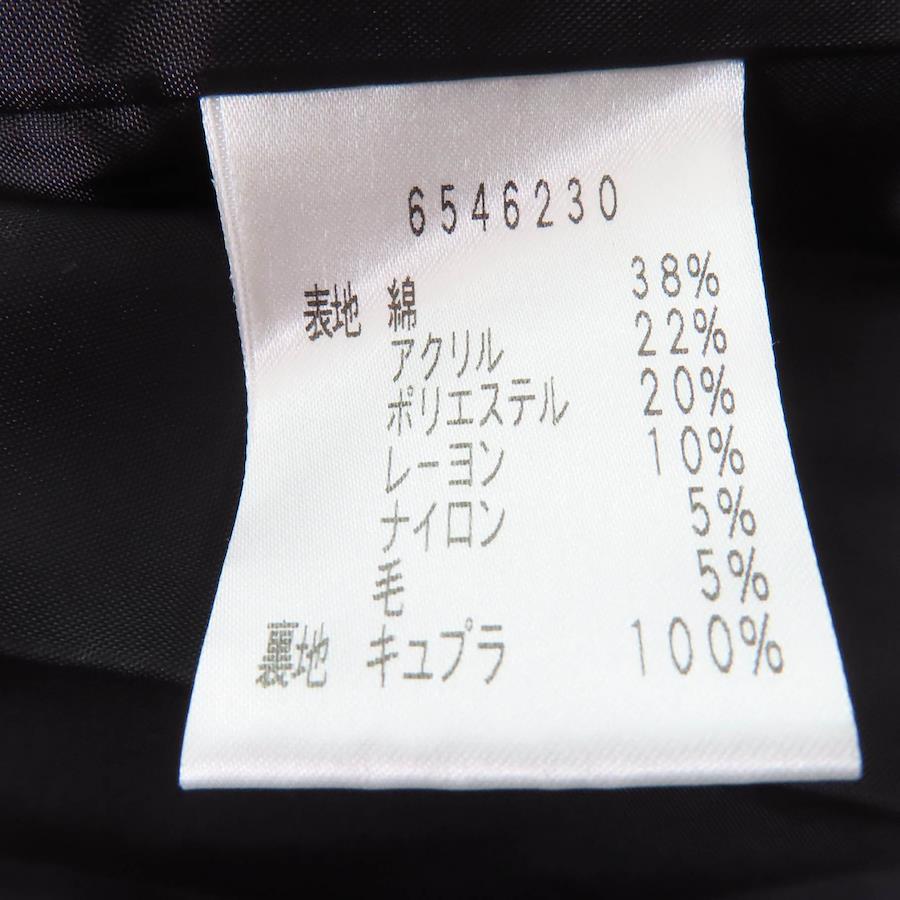 6546230
表地 綿 38%
アクリル 22%
ポリエステル 20%
レーヨン 10%
ナイロン 5%
毛 5%
裏地 キュプラ 100%